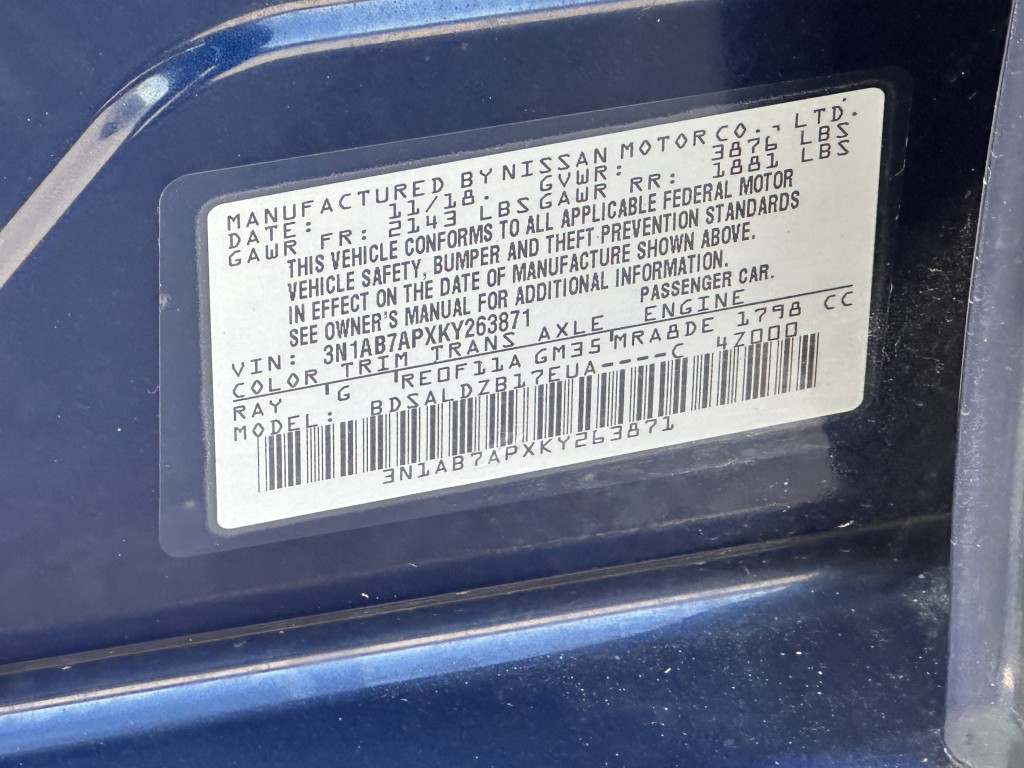 MANUFACTURED BY NISSAN MOTOR CO., LTD.
DATE: 11/18. GVWR: 3876 LBS
GAWR FR: 2143 LBS GAWR RR: 1881 LBS
THIS VEHICLE CONFORMS TO ALL APPLICABLE FEDERAL MOTOR
VEHICLE SAFETY, BUMPER AND THEFT PREVENTION STANDARDS
IN EFFECT ON THE DATE OF MANUFACTURE SHOWN ABOVE.
SEE OWNER'S MANUAL FOR ADDITIONAL INFORMATION.
VIN: 3N1AB7APXKY263871 PASSENGER CAR.
COLOR TRIM TRANS AXLE ENGINE
RAY G RE0F11A GM35 MRA8DE 1798 CC
MODEL: BDSALDZB17EUA----C 4Z000
3N1AB7APXKY263871